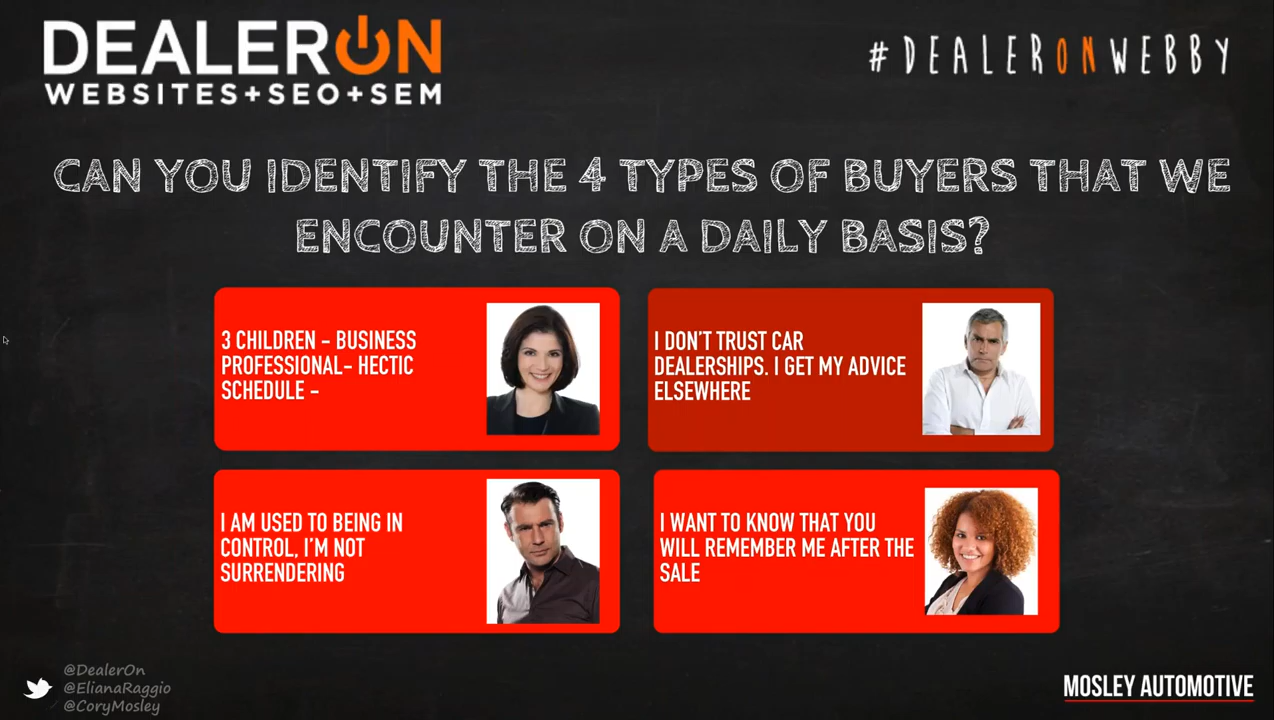 DEALERON
WEBSITES+SEO+SEM
#DEALERONWEBBY
CAN YOU IDENTIFY THE 4 TYPES OF BUYERS THAT WE
ENCOUNTER ON A DAILY BASIS?
3 CHILDREN - BUSINESS
PROFESSIONAL- HECTIC
SCHEDULE -
I DON'T TRUST CAR
DEALERSHIPS. I GET MY ADVICE
ELSEWHERE
I AM USED TO BEING IN
CONTROL, I'M NOT
SURRENDERING
I WANT TO KNOW THAT YOU
WILL REMEMBER ME AFTER THE
SALE
@DealerOn
@ElianaRaggio
@CoryMosley
MOSLEY AUTOMOTIVE